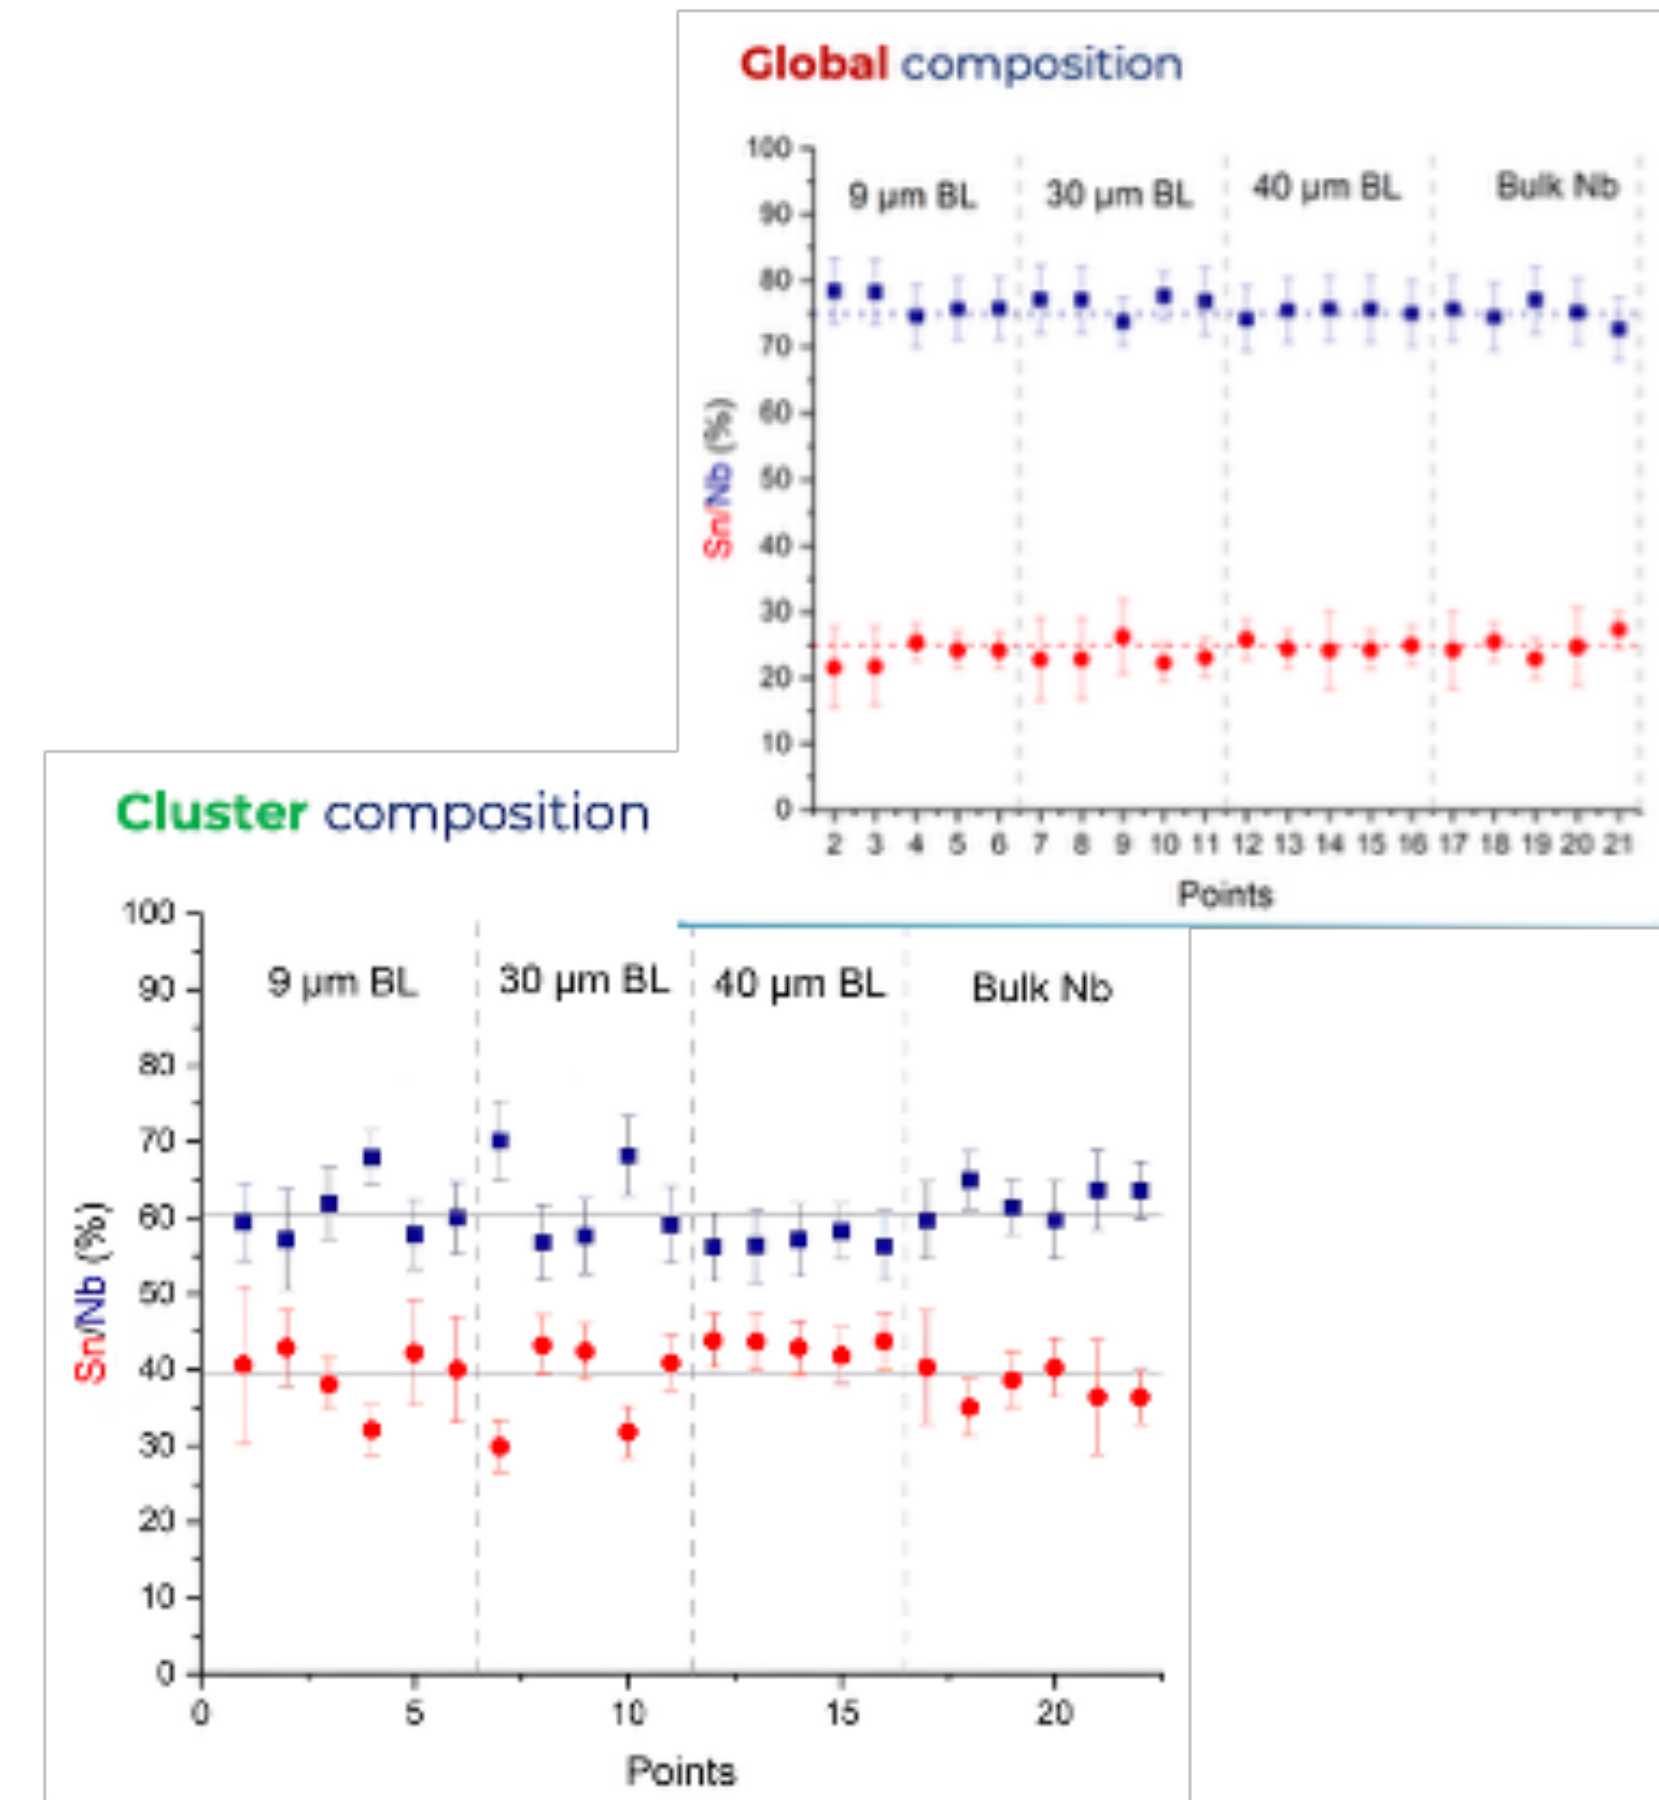 Global composition
100
9 µm BL
30 µm BL
40 µm BL
Bulk Nb
90
80
70
60
50
40
30
20
10
0
Sn/Nb (%)
2 3 4 5 6 7 8 9 10 11 12 13 14 15 16 17 18 19 20 21
Points
Cluster composition
100
9 µm BL
30 µm BL
40 µm BL
Bulk Nb
90
80
70
60
50
40
30
20
10
0
Sn/Nb (%)
0 5 10 15 20
Points